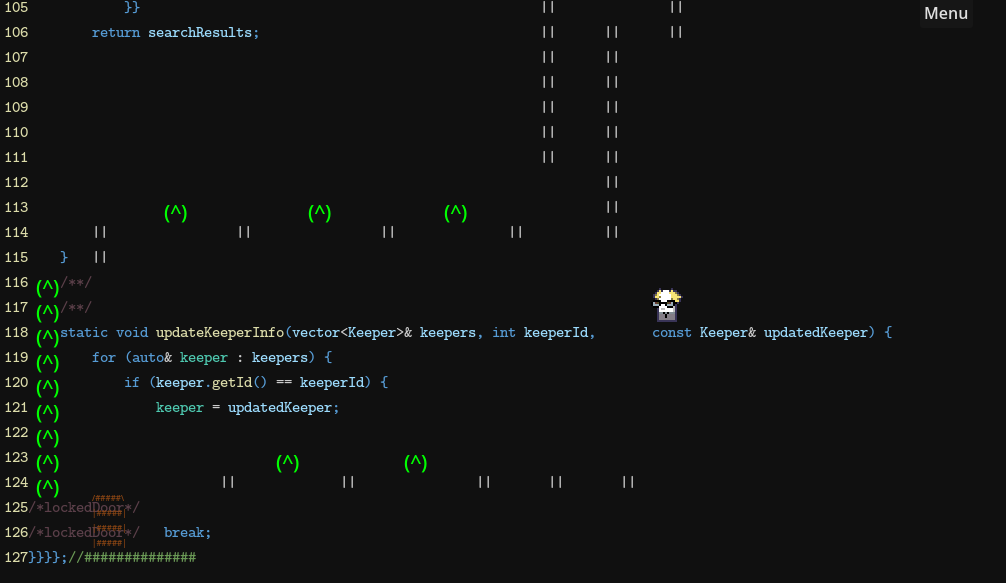 105            }}                                                  ||              ||
Menu
106        return searchResults;                                   ||      ||      ||
107                                                                ||      ||
108                                                                ||      ||
109                                                                ||      ||
110                                                                ||      ||
111                                                                ||      ||
112                                                                        ||
113                 (^)               (^)               (^)                ||
114        ||                ||                ||              ||          ||
115    }   ||
116 (^)/**/
117 (^)/**/
118 (^)static void updateKeeperInfo(vector<Keeper>& keepers, int keeperId,       const Keeper& updatedKeeper) {
119 (^)    for (auto& keeper : keepers) {
120 (^)        if (keeper.getId() == keeperId) {
121 (^)            keeper = updatedKeeper;
122 (^)
123 (^)                           (^)             (^)
124 (^)                    ||             ||               ||       ||       ||
/#####\
125/*lockedDoor*/
|#####|
|#####|
126/*lockedDoor*/   break;
|#####|
127}}}};//##############